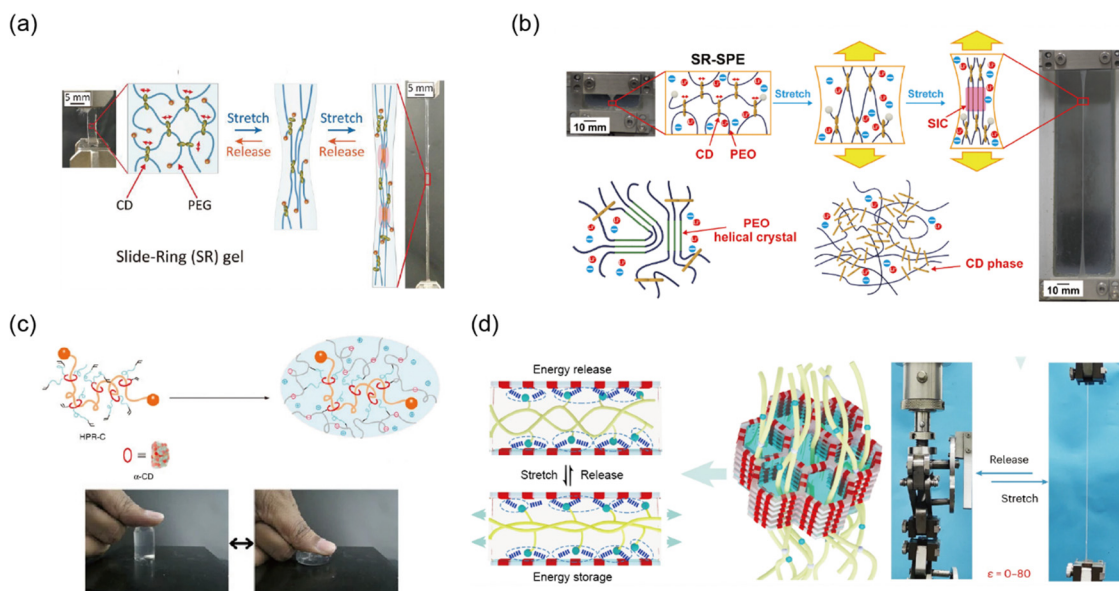 (a)
5 mm
Stretch
Release
Stretch
Release
5 mm
CD
PEG
Slide-Ring (SR) gel
(b)
SR-SPE
10 mm
CD
PEO
Stretch
Stretch
SIC
PEO
helical crystal
CD phase
10 mm
(c)
HPR-C
=
α-CD
(d)
Energy release
Stretch
Release
Energy storage
Release
Stretch
ε = 0–80